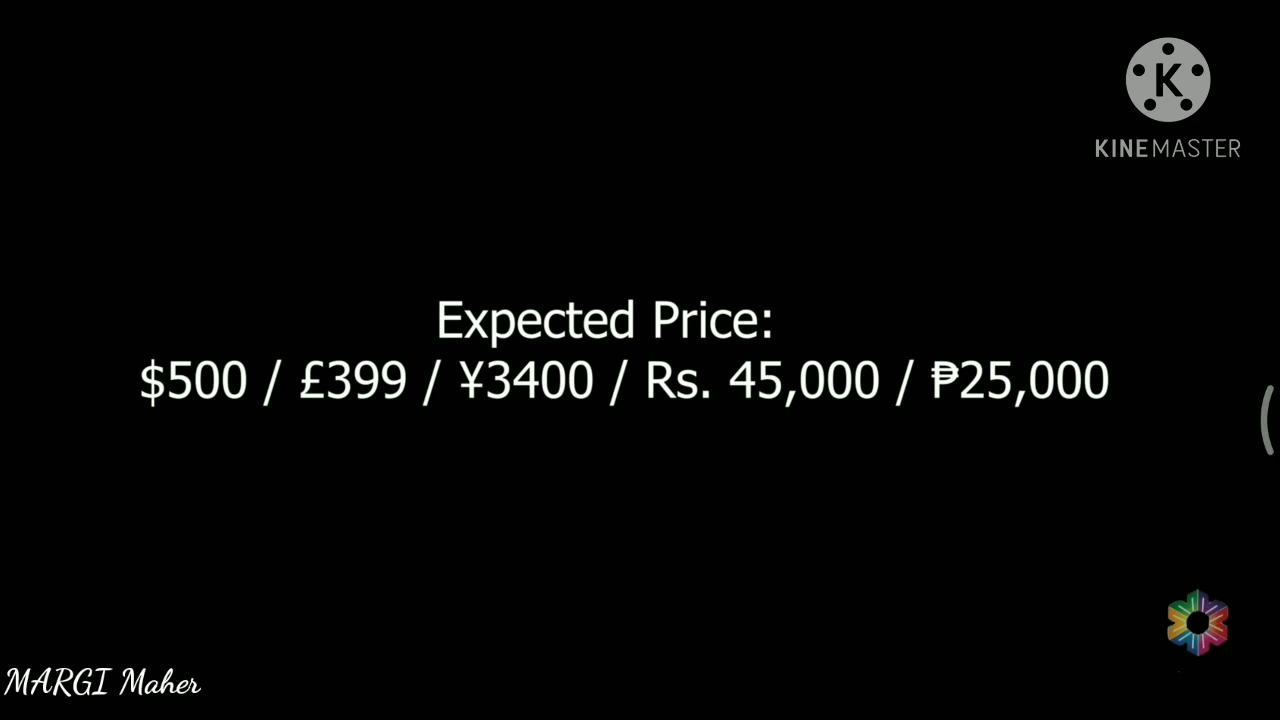 K
KINEMASTER
Expected Price:
$500 / £399 / ¥3400 / Rs. 45,000 / ₱25,000
MARGI Maher